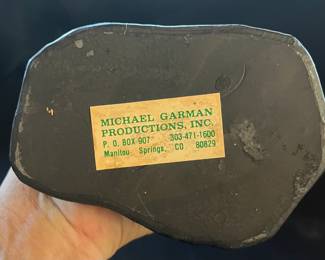 MICHAEL GARMAN
PRODUCTIONS, INC.
P. O. BOX 907 303-471-1600
Manitou Springs, CO 80829